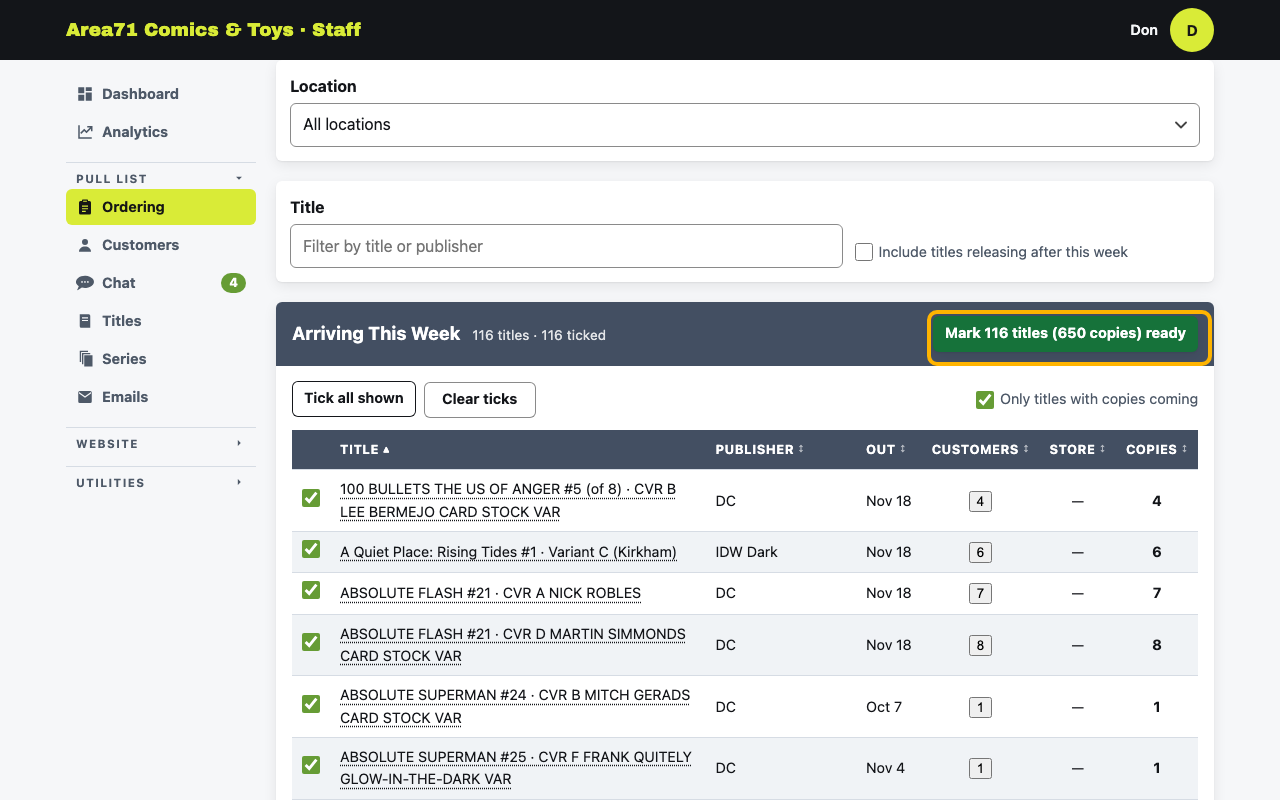 Area71 Comics & Toys · Staff
Don
D
Dashboard
Analytics
PULL LIST
Ordering
Customers
Chat
4
Titles
Series
Emails
WEBSITE
UTILITIES
Location
All locations
Title
Filter by title or publisher
Include titles releasing after this week
Arriving This Week
116 titles · 116 ticked
Mark 116 titles (650 copies) ready
Tick all shown
Clear ticks
Only titles with copies coming
TITLE ▲ PUBLISHER ↕ OUT ↕ CUSTOMERS ↕ STORE ↕ COPIES ↕
100 BULLETS THE US OF ANGER #5 (of 8) · CVR B
LEE BERMEJO CARD STOCK VAR
DC Nov 18 4 — 4
A Quiet Place: Rising Tides #1 · Variant C (Kirkham) IDW Dark Nov 18 6 — 6
ABSOLUTE FLASH #21 · CVR A NICK ROBLES DC Nov 18 7 — 7
ABSOLUTE FLASH #21 · CVR D MARTIN SIMMONDS
CARD STOCK VAR
DC Nov 18 8 — 8
ABSOLUTE SUPERMAN #24 · CVR B MITCH GERADS
CARD STOCK VAR
DC Oct 7 1 — 1
ABSOLUTE SUPERMAN #25 · CVR F FRANK QUITELY
GLOW-IN-THE-DARK VAR
DC Nov 4 1 — 1